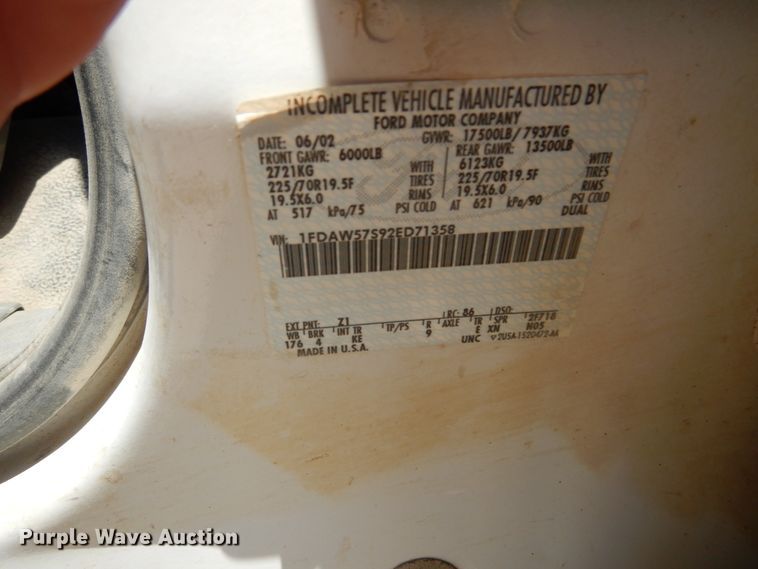 INCOMPLETE VEHICLE MANUFACTURED BY
FORD MOTOR COMPANY
DATE: 06/02 GVWR: 17500LB/ 7937KG
FRONT GAWR: 6000LB REAR GAWR: 13500LB
2721KG WITH 6123KG WITH
225/70R19.5F TIRES 225/70R19.5F TIRES
19.5X6.0 RIMS 19.5X6.0 RIMS
AT 517 kPa/75 PSI COLD AT 621 kPa/90 PSI COLD DUAL
VIN: 1FDAW57S92ED71358
EXT PNT: Z1 RC: 86 DSO: 2F718
WB BRK INT TR TP/PS R AXLE TR SPR N05
176 4 KE 9 E XN
UNC
MADE IN U.S.A.
Purple Wave Auction